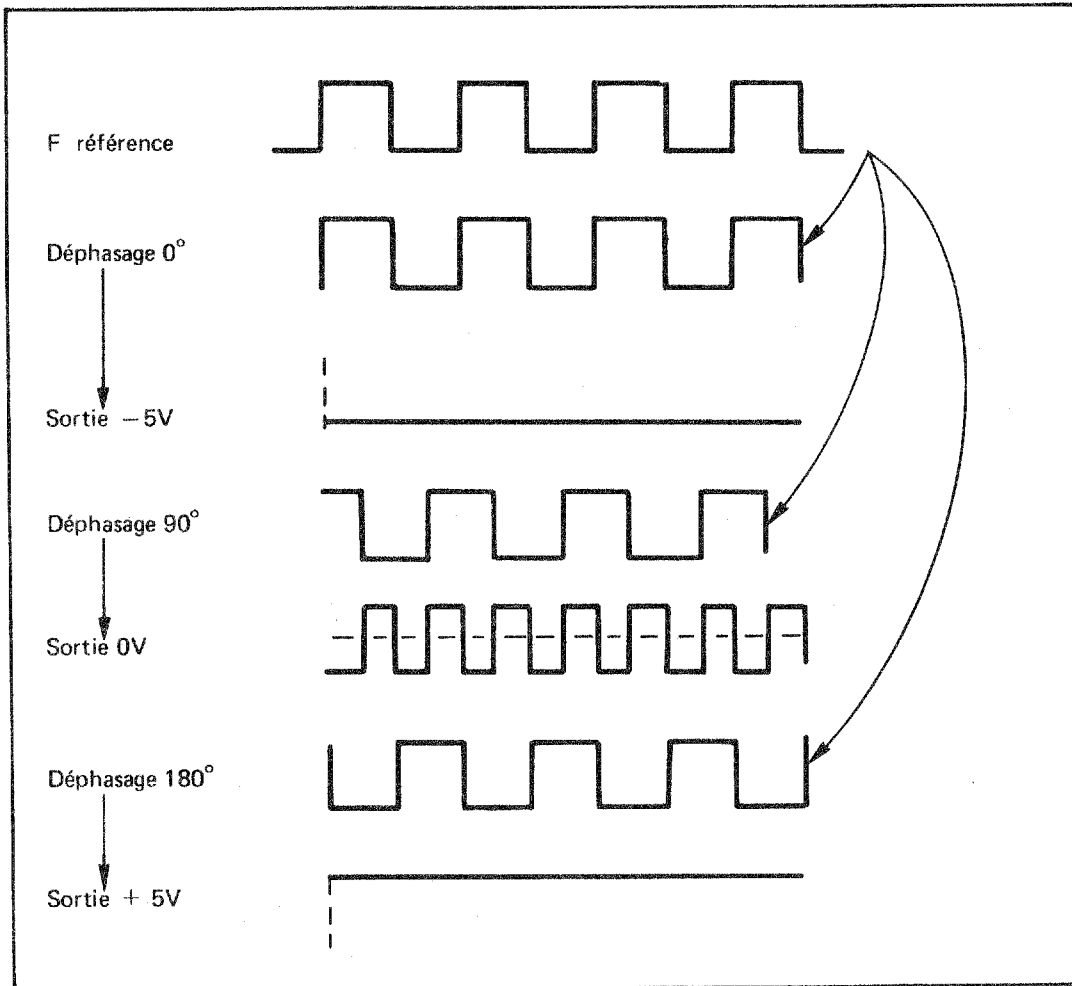 F référence
Déphasage 0°
Sortie – 5V
Déphasage 90°
Sortie 0V
Déphasage 180°
Sortie + 5V